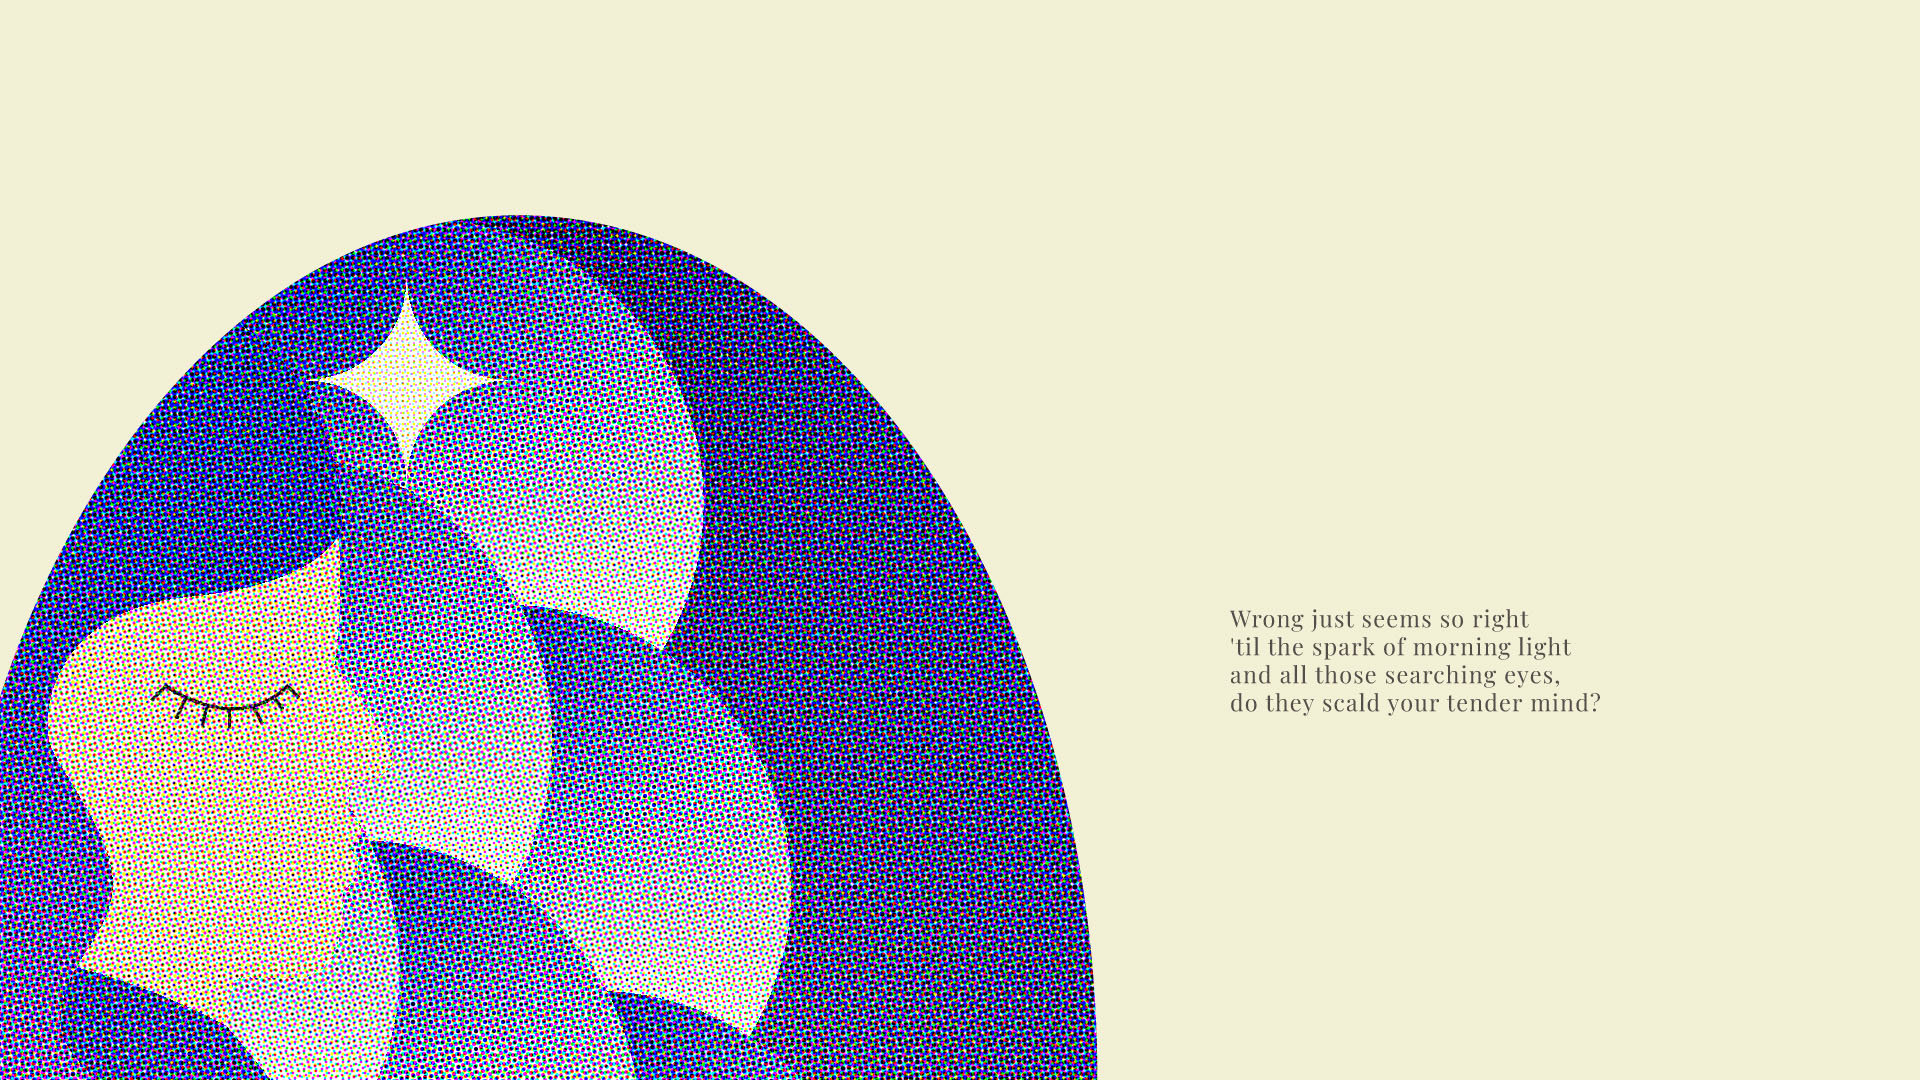 Wrong just seems so right
'til the spark of morning light
and all those searching eyes,
do they scald your tender mind?